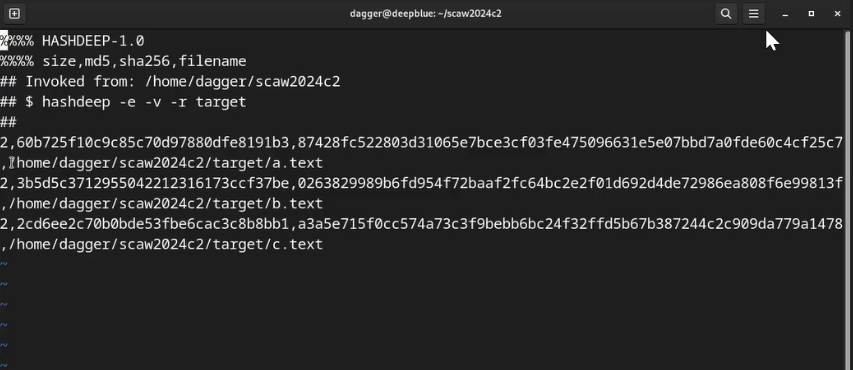 dagger@deepblue: ~/scaw2024c2
%%%% HASHDEEP-1.0
%%%% size,md5,sha256,filename
## Invoked from: /home/dagger/scaw2024c2
## $ hashdeep -e -v -r target
##
2,60b725f10c9c85c70d97880dfe8191b3,87428fc522803d31065e7bce3cf03fe475096631e5e07bbd7a0fde60c4cf25c7
,/home/dagger/scaw2024c2/target/a.text
2,3b5d5c3712955042212316173ccf37be,0263829989b6fd954f72baaf2fc64bc2e2f01d692d4de72986ea808f6e99813f
,/home/dagger/scaw2024c2/target/b.text
2,2cd6ee2c70b0bde53fbe6cac3c8b8bb1,a3a5e715f0cc574a73c3f9bebb6bc24f32ffd5b67b387244c2c909da779a1478
,/home/dagger/scaw2024c2/target/c.text
~
~
~
~
~
~